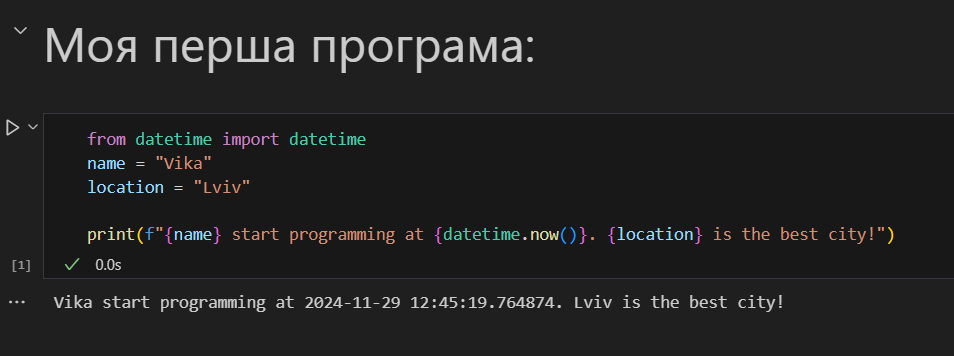 Моя перша програма:
from datetime import datetime
name = "Vika"
location = "Lviv"
print(f"{name} start programming at {datetime.now()}. {location} is the best city!")
[1] 0.0s
Vika start programming at 2024-11-29 12:45:19.764874. Lviv is the best city!